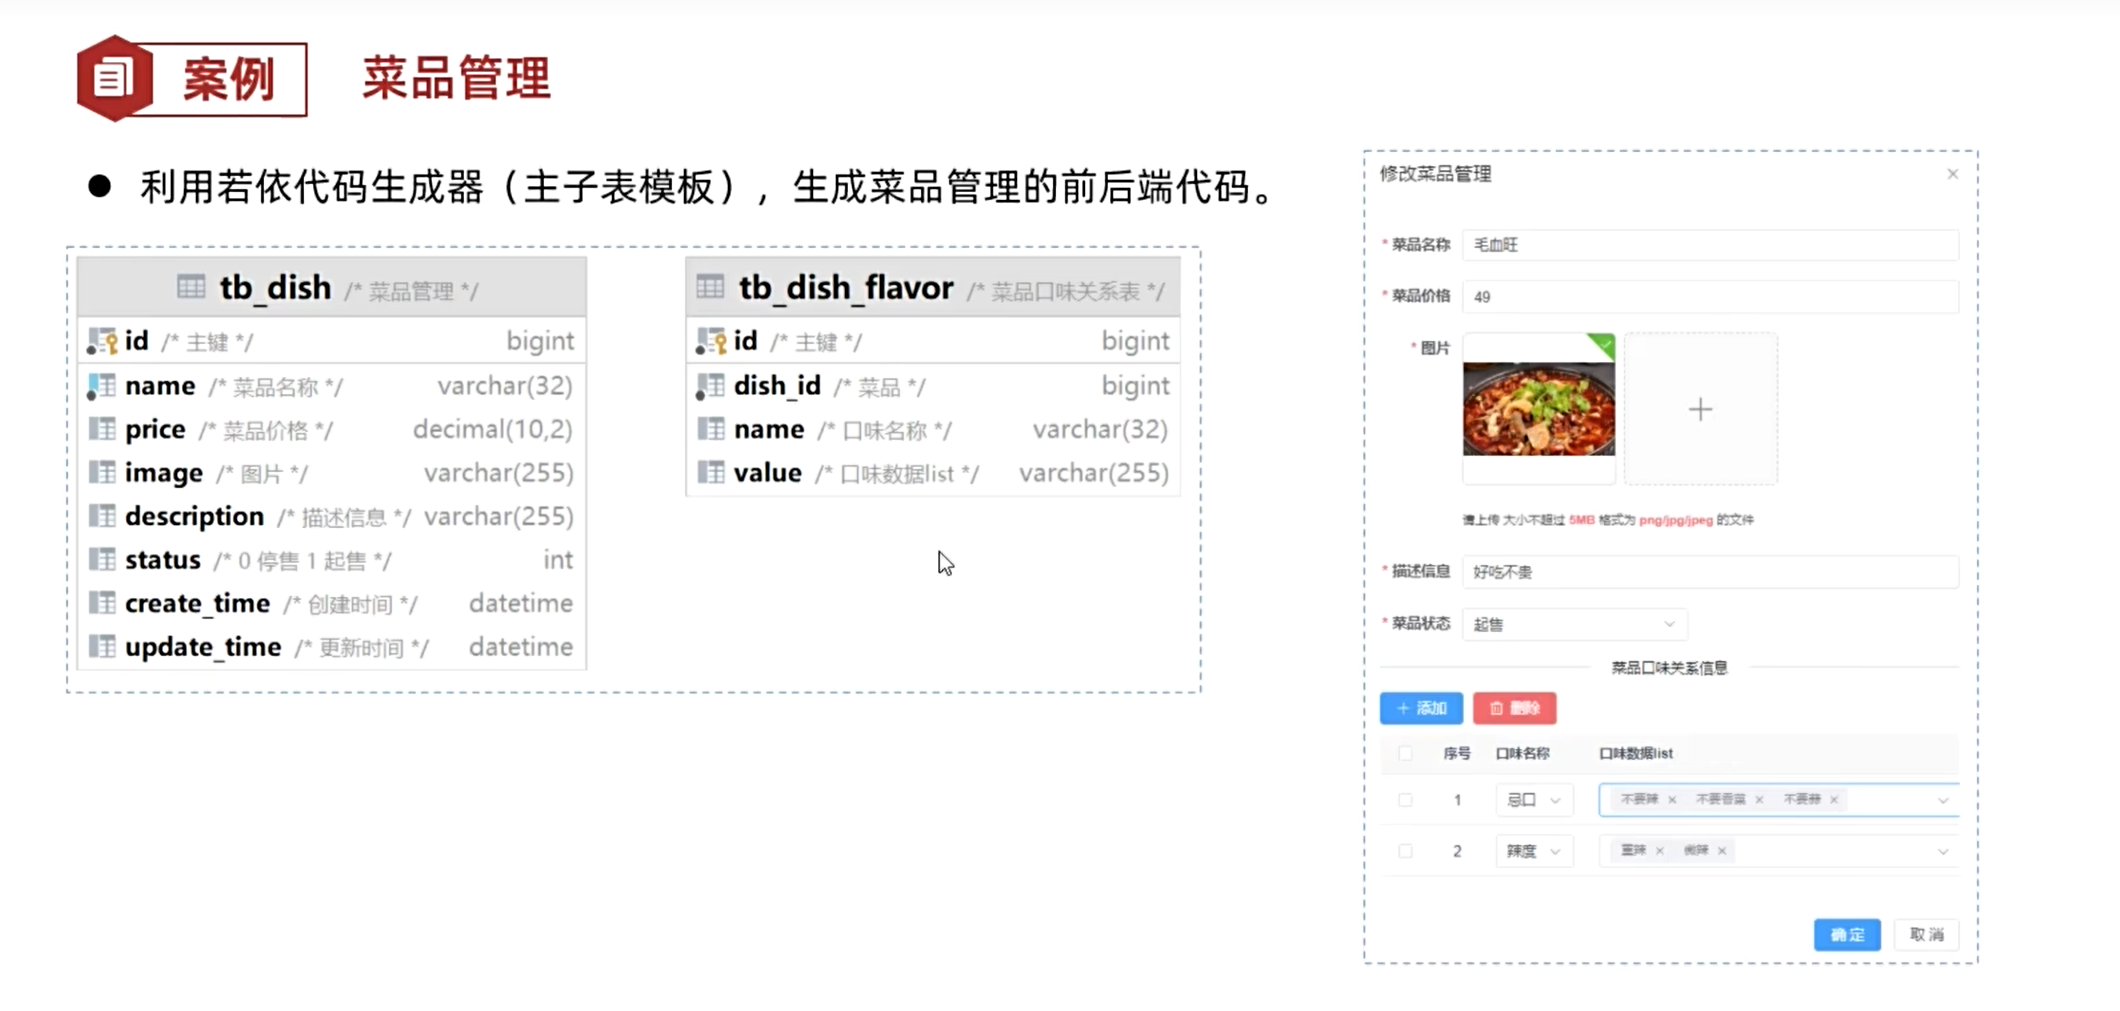 案例
菜品管理
利用若依代码生成器（主子表模板），生成菜品管理的前后端代码。
tb_dish /* 菜品管理 */
id /* 主键 */ bigint
name /* 菜品名称 */ varchar(32)
price /* 菜品价格 */ decimal(10,2)
image /* 图片 */ varchar(255)
description /* 描述信息 */ varchar(255)
status /* 0 停售 1 起售 */ int
create_time /* 创建时间 */ datetime
update_time /* 更新时间 */ datetime
tb_dish_flavor /* 菜品口味关系表 */
id /* 主键 */ bigint
dish_id /* 菜品 */ bigint
name /* 口味名称 */ varchar(32)
value /* 口味数据list */ varchar(255)
修改菜品管理
* 菜品名称 毛血旺
* 菜品价格 49
* 图片
请上传 大小不超过 5MB 格式为 png/jpg/jpeg 的文件
* 描述信息 好吃不贵
* 菜品状态 起售
菜品口味关系信息
添加 删除
序号 口味名称 口味数据list
1 忌口 不要辣 不要香菜 不要蒜
2 辣度 重辣 微辣
确定 取消